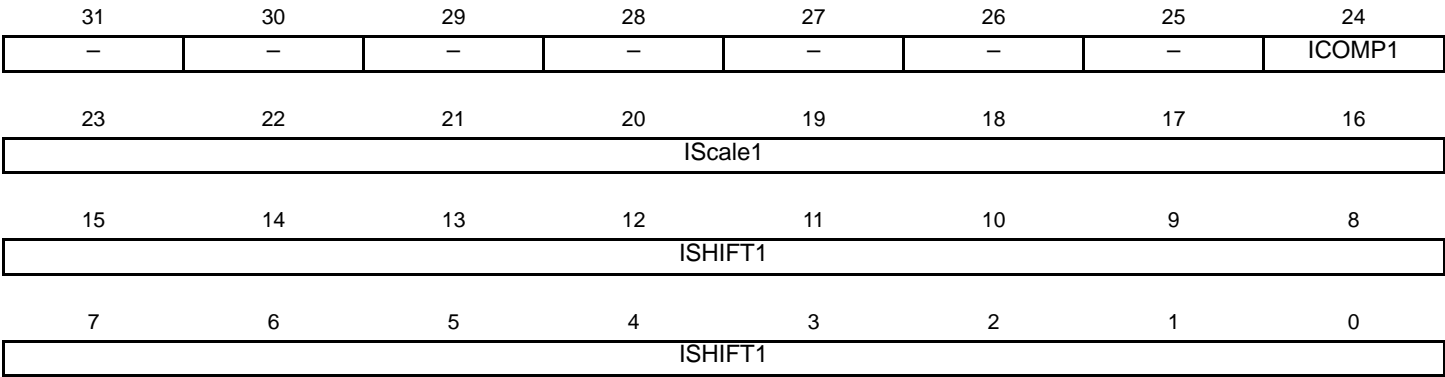 31 30 29 28 27 26 25 24
– – – – – – – ICOMP1
23 22 21 20 19 18 17 16
IScale1
15 14 13 12 11 10 9 8
ISHIFT1
7 6 5 4 3 2 1 0
ISHIFT1